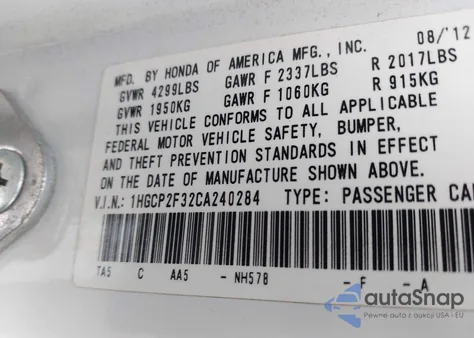 08/'12
MFD. BY HONDA OF AMERICA MFG., INC.
GVWR 4299LBS GAWR F 2337LBS R 2017LBS
GVWR 1950KG GAWR F 1060KG R 915KG
THIS VEHICLE CONFORMS TO ALL APPLICABLE
FEDERAL MOTOR VEHICLE SAFETY, BUMPER,
AND THEFT PREVENTION STANDARDS IN EFFECT
ON THE DATE OF MANUFACTURE SHOWN ABOVE.
V.I.N.: 1HGCP2F32CA240284 TYPE: PASSENGER CA
TA5 C AA5 - NH578 - F - A
autoSnap
Pewne auta z aukcji USA i EU